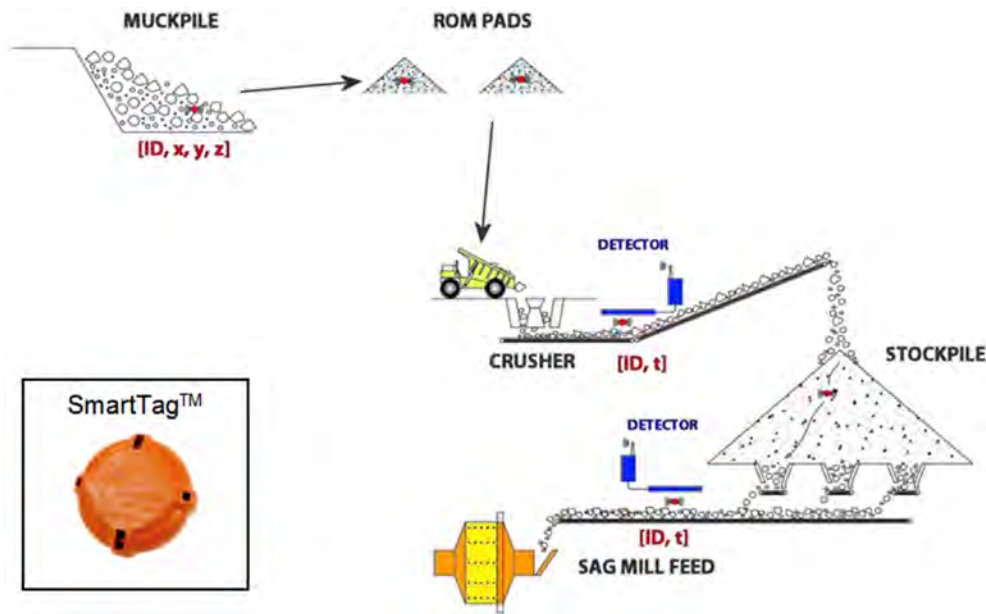 MUCKPILE
ROM PADS
[ID, x, y, z]
DETECTOR
CRUSHER
[ID, t]
STOCKPILE
SmartTag™
DETECTOR
[ID, t]
SAG MILL FEED